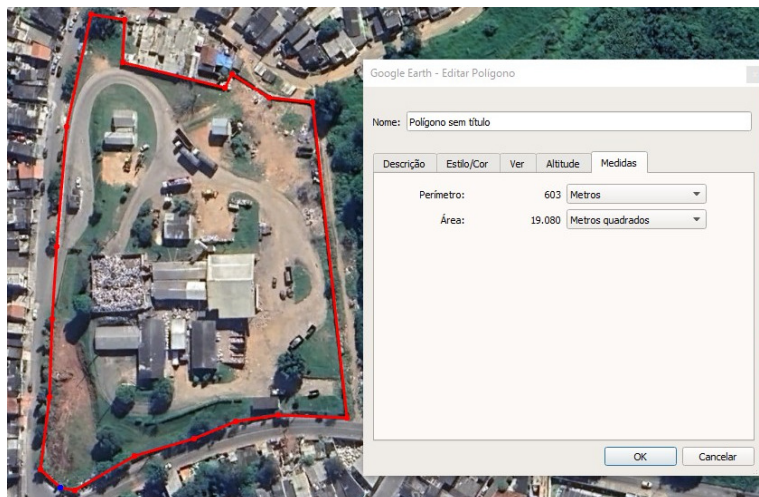 Google Earth - Editar Polígono
Nome: Polígono sem título
Descrição Estilo/Cor Ver Altitude Medidas
Perímetro: 603 Metros
Área: 19.080 Metros quadrados
OK Cancelar